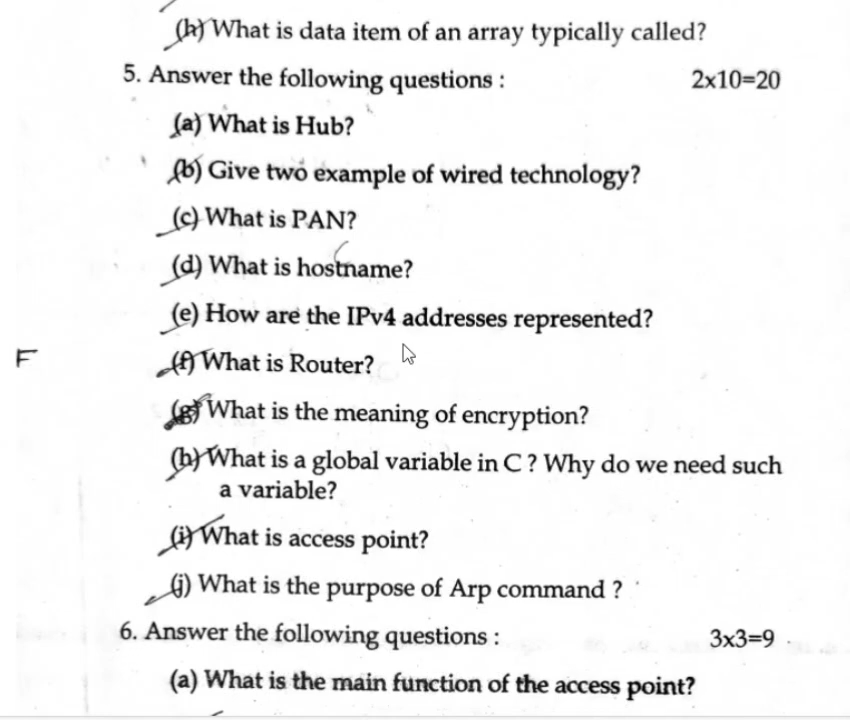 (h) What is data item of an array typically called?
5. Answer the following questions : 2x10=20
(a) What is Hub?
(b) Give two example of wired technology?
(c) What is PAN?
(d) What is hostname?
(e) How are the IPv4 addresses represented?
F
(f) What is Router?
(g) What is the meaning of encryption?
(h) What is a global variable in C ? Why do we need such
a variable?
(i) What is access point?
(j) What is the purpose of Arp command ?
6. Answer the following questions : 3x3=9
(a) What is the main function of the access point?